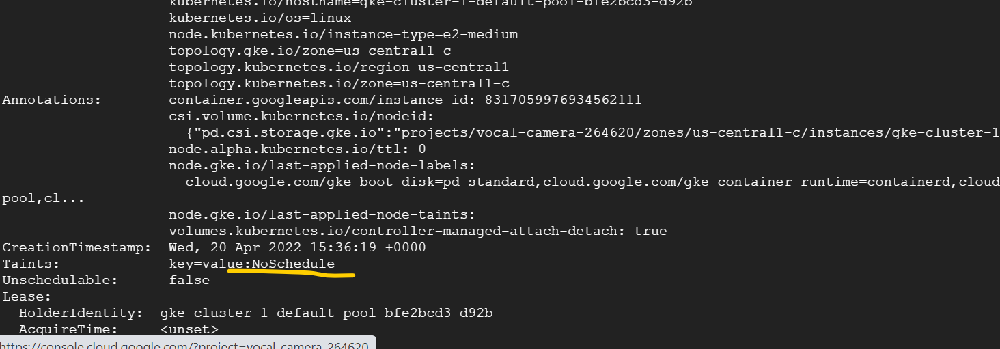 kubernetes.io/hostname=gke-cluster-1-default-pool-bfe2bcd3-d92b
kubernetes.io/os=linux
node.kubernetes.io/instance-type=e2-medium
topology.gke.io/zone=us-central1-c
topology.kubernetes.io/region=us-central1
topology.kubernetes.io/zone=us-central1-c
Annotations: container.googleapis.com/instance_id: 8317059976934562111
csi.volume.kubernetes.io/nodeid:
{"pd.csi.storage.gke.io":"projects/vocal-camera-264620/zones/us-central1-c/instances/gke-cluster-1
node.alpha.kubernetes.io/ttl: 0
node.gke.io/last-applied-node-labels:
cloud.google.com/gke-boot-disk=pd-standard,cloud.google.com/gke-container-runtime=containerd,cloud
pool,cl...
node.gke.io/last-applied-node-taints:
volumes.kubernetes.io/controller-managed-attach-detach: true
CreationTimestamp: Wed, 20 Apr 2022 15:36:19 +0000
Taints: key=value:NoSchedule
Unschedulable: false
Lease:
HolderIdentity: gke-cluster-1-default-pool-bfe2bcd3-d92b
AcquireTime: <unset>
https://console.cloud.google.com/?project=vocal-camera-264620